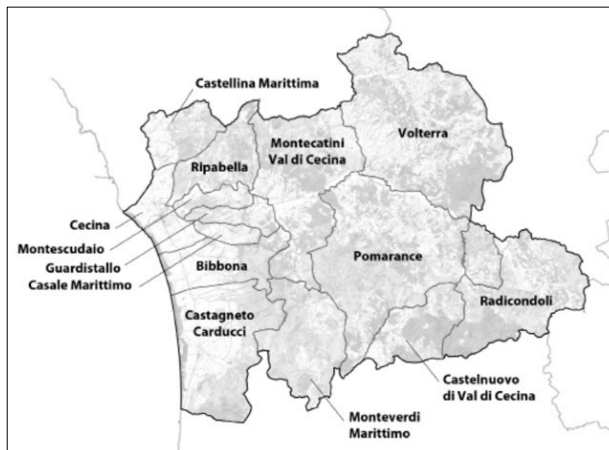 Castellina Marittima
Volterra
Montecatini
Val di Cecina
Ripabella
Cecina
Montescudaio
Guardistallo
Casale Marittimo
Bibbona
Pomarance
Radicondoli
Castagneto
Carducci
Castelnuovo
di Val di Cecina
Monteverdi
Marittimo